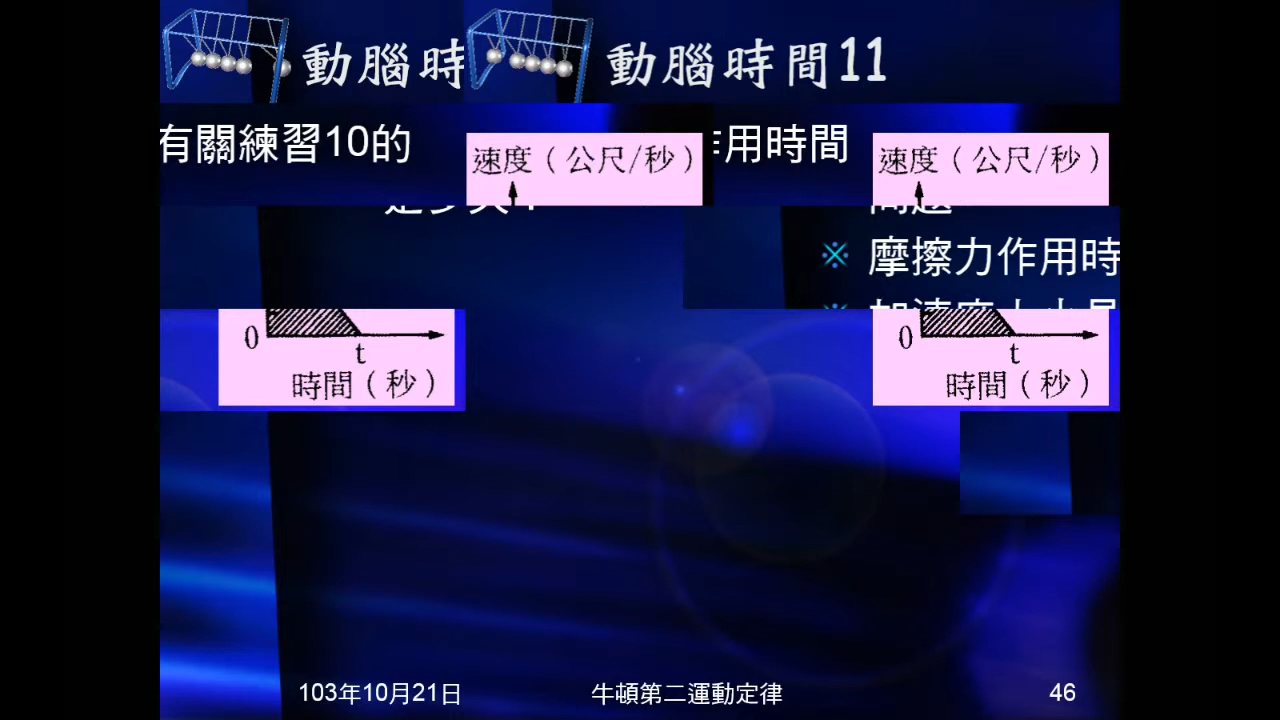 動腦時
動腦時間11
有關練習10的
作用時間
速度(公尺/秒)
速度(公尺/秒)
問題
※ 摩擦力作用時
0
t
時間(秒)
0
t
時間(秒)
103年10月21日
牛頓第二運動定律
46